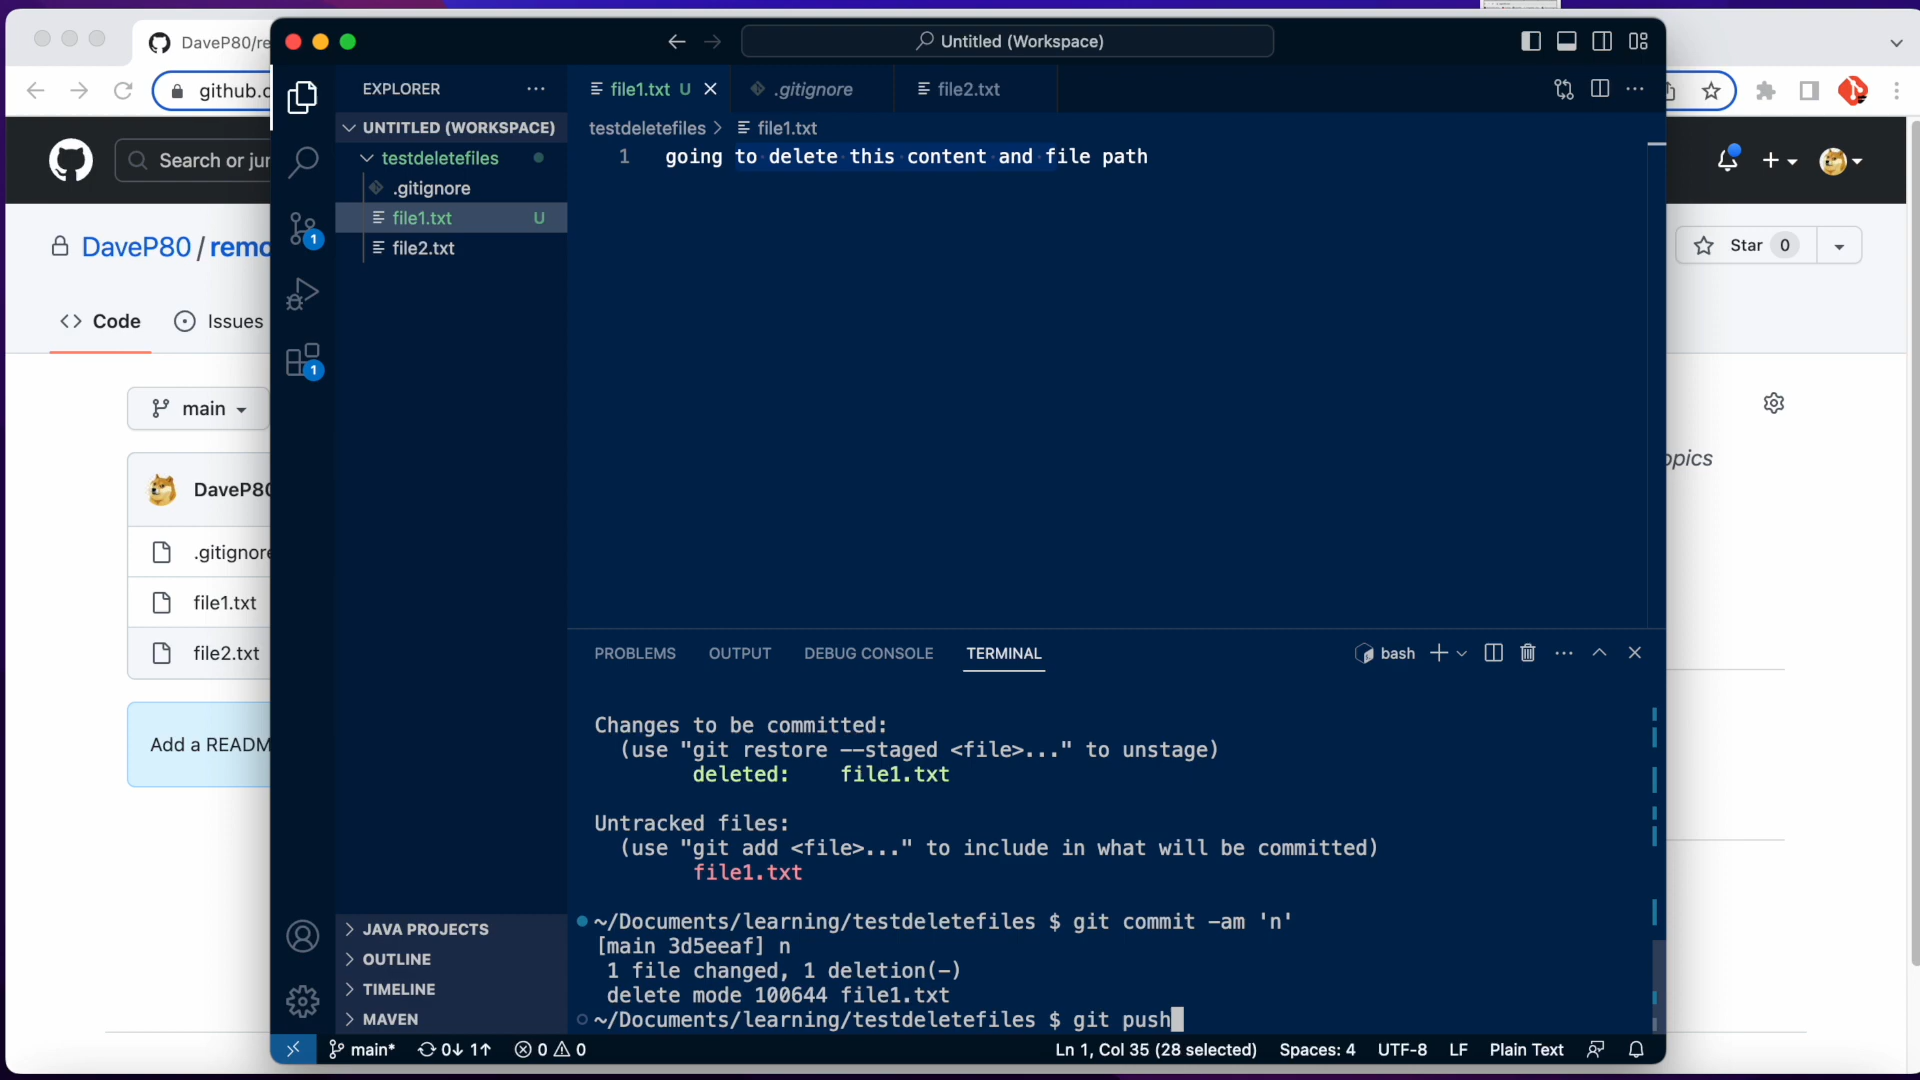 DaveP80/re
Untitled (Workspace)
github.c
Search or jur
DaveP80 / remo
Star 0
Code
Issues
main
DaveP80
.gitignore
file1.txt
file2.txt
Add a READM
opics
EXPLORER
UNTITLED (WORKSPACE)
testdeletefiles
.gitignore
file1.txt U
file2.txt
JAVA PROJECTS
OUTLINE
TIMELINE
MAVEN
file1.txt U
.gitignore
file2.txt
testdeletefiles > file1.txt
1 going to delete this content and file path
PROBLEMS OUTPUT DEBUG CONSOLE TERMINAL
bash
Changes to be committed:
(use "git restore --staged <file>..." to unstage)
deleted: file1.txt
Untracked files:
(use "git add <file>..." to include in what will be committed)
file1.txt
~/Documents/learning/testdeletefiles $ git commit -am 'n'
[main 3d5eeaf] n
1 file changed, 1 deletion(-)
delete mode 100644 file1.txt
~/Documents/learning/testdeletefiles $ git push
main* 0↓ 1↑ 0 0
Ln 1, Col 35 (28 selected) Spaces: 4 UTF-8 LF Plain Text
1
1